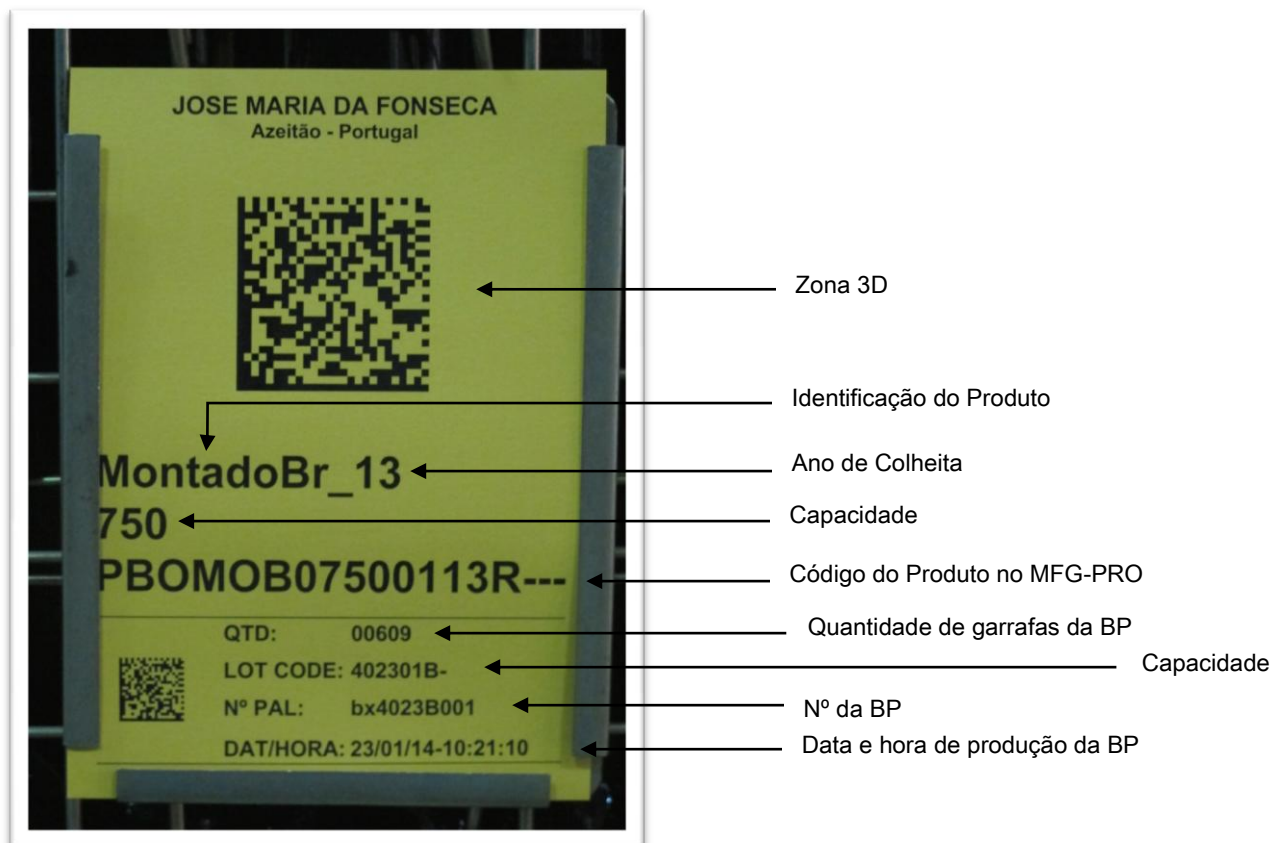 JOSE MARIA DA FONSECA
Azeitão - Portugal
Zona 3D
Identificação do Produto
MontadoBr_13
Ano de Colheita
750
Capacidade
PBOMOB07500113R---
Código do Produto no MFG-PRO
QTD: 00609
Quantidade de garrafas da BP
LOT CODE: 402301B-
Capacidade
Nº PAL: bx4023B001
Nº da BP
DAT/HORA: 23/01/14-10:21:10
Data e hora de produção da BP